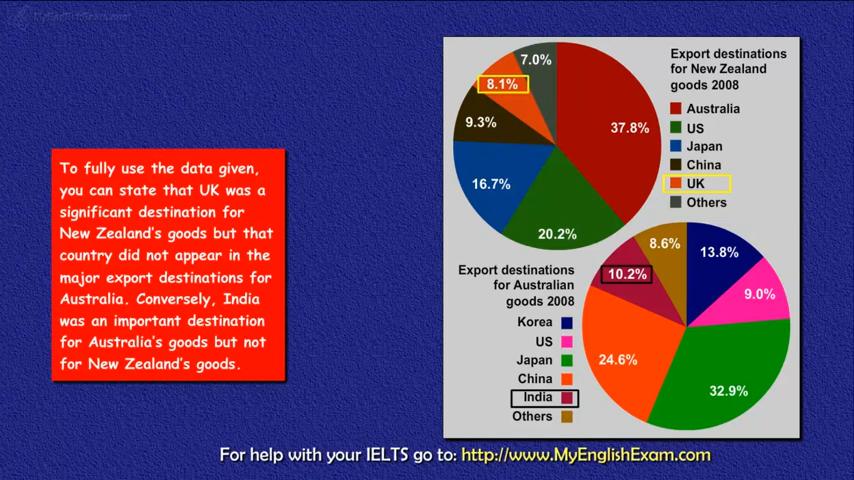 MyEnglishExam.com
To fully use the data given,
you can state that UK was a
significant destination for
New Zealand's goods but that
country did not appear in the
major export destinations for
Australia. Conversely, India
was an important destination
for Australia's goods but not
for New Zealand's goods.
Export destinations
for New Zealand
goods 2008
Australia
US
Japan
China
UK
Others
7.0%
8.1%
9.3%
37.8%
16.7%
20.2%
Export destinations
for Australian
goods 2008
Korea
US
Japan
China
India
Others
8.6%
13.8%
10.2%
9.0%
24.6%
32.9%
For help with your IELTS go to: http://www.MyEnglishExam.com